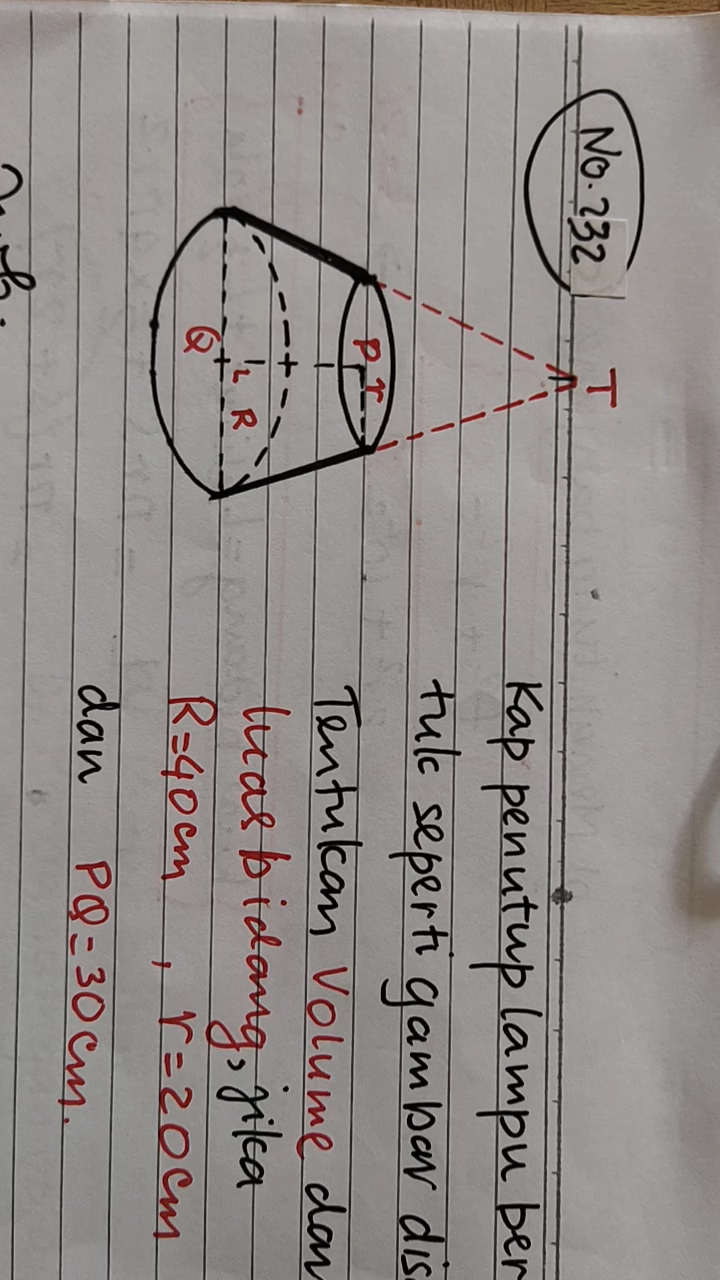 No. 232
T
P r
Q R
Kap penutup lampu ber
tuk seperti gambar dis
Tentukan Volume dan
luas bidang, jika
R=40cm , r=20cm
dan PQ=30cm.